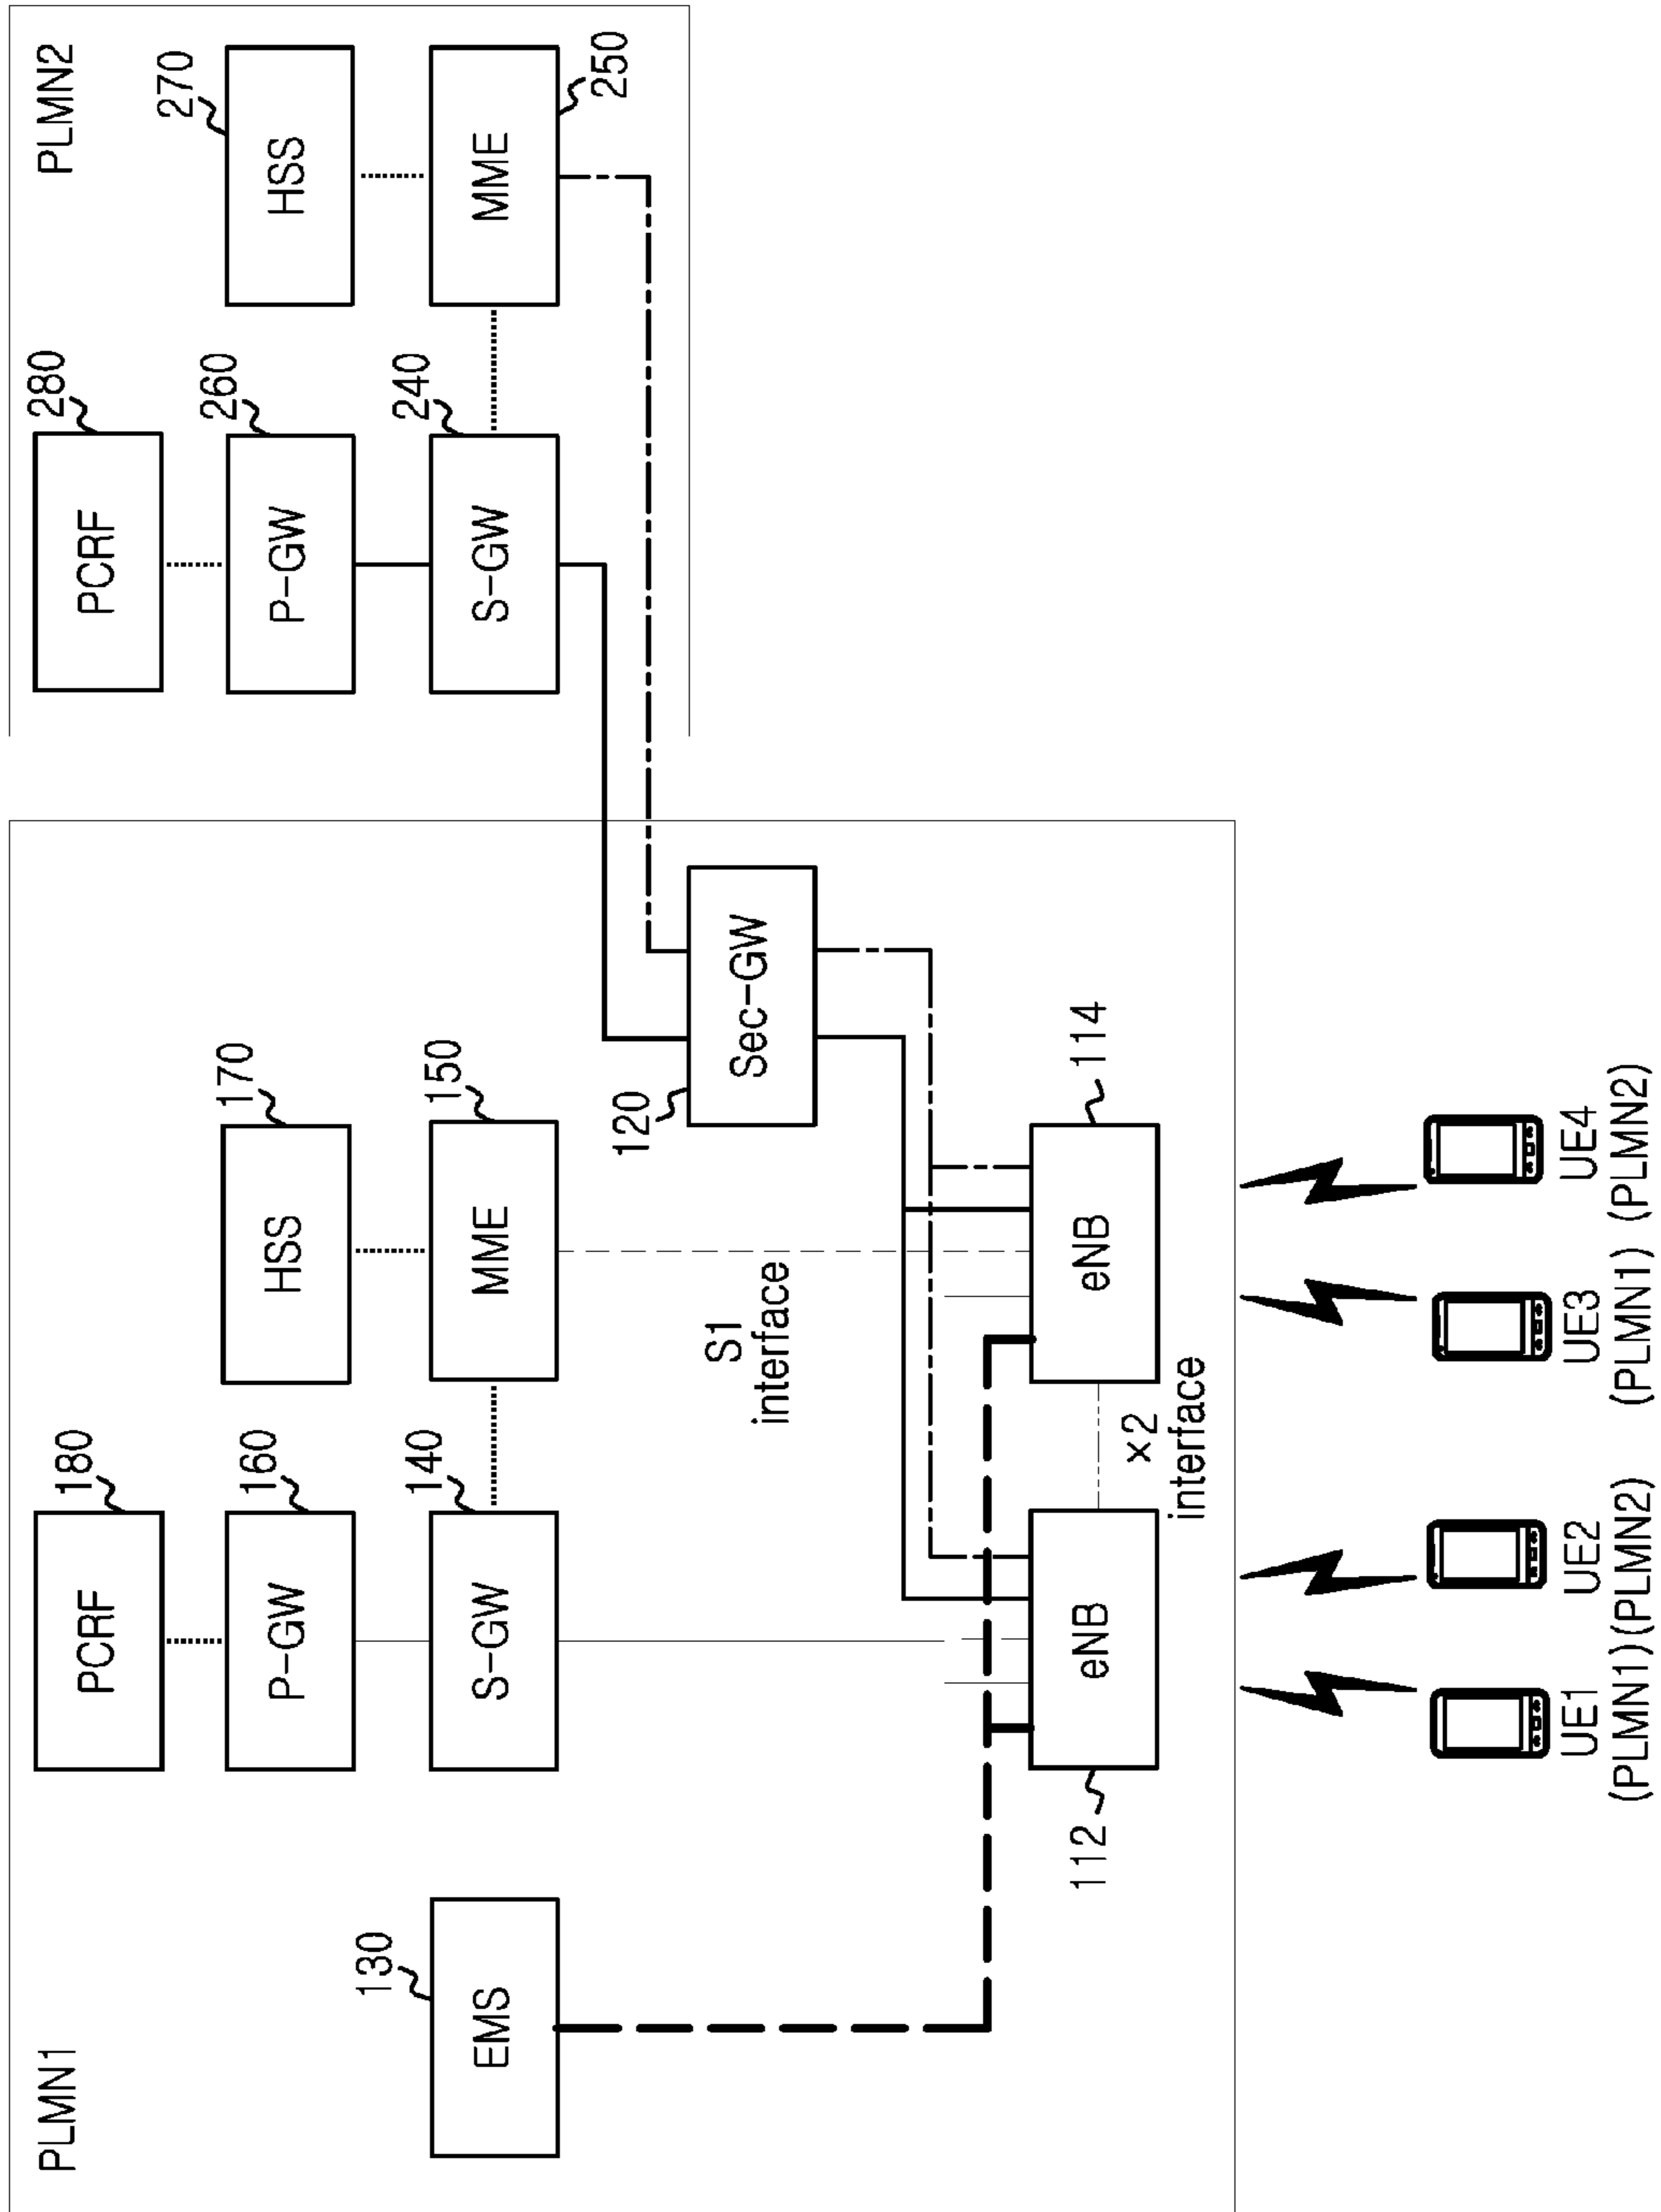 PLMN1
PLMN2
PCRF
180
P-GW
160
HSS
170
EMS
130
S-GW
140
MME
150
PCRF
280
P-GW
260
HSS
270
S-GW
240
MME
250
Sec-GW
120
S1
interface
eNB
112
×2
interface
eNB
114
UE1
(PLMN1)
UE2
(PLMN2)
UE3
(PLMN1)
UE4
(PLMN2)